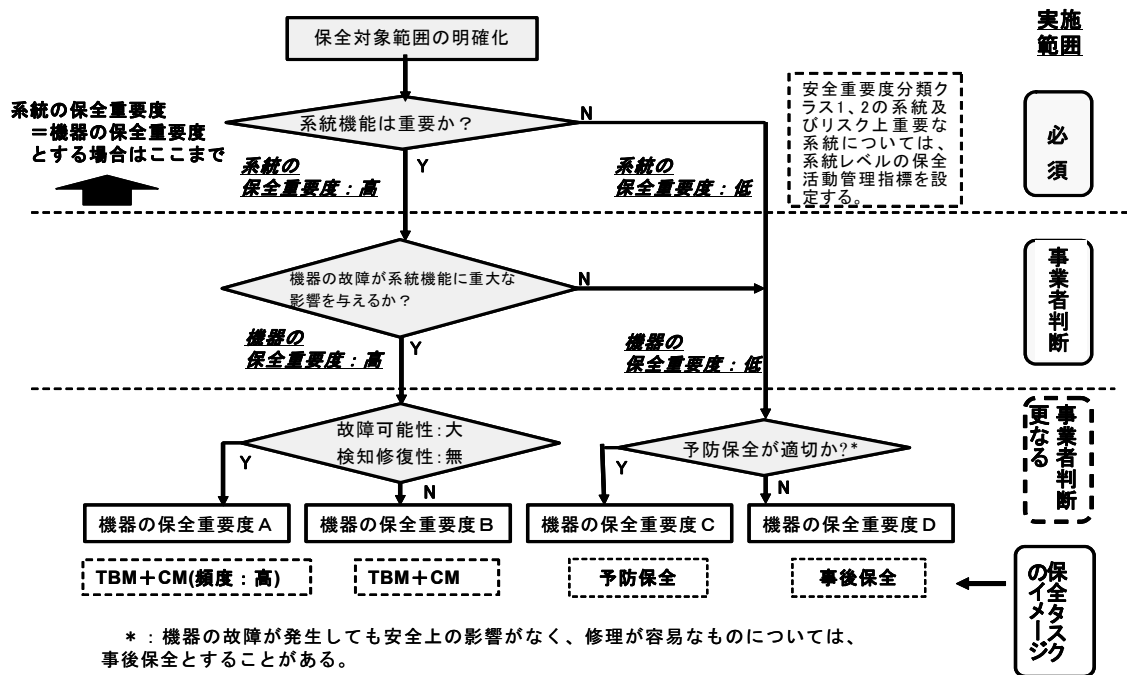 保全対象範囲の明確化
実施
範囲
系統の保全重要度
＝機器の保全重要度
とする場合はここまで
系統機能は重要か？
N
Y
安全重要度分類ク
ラス1、2の系統及
びリスク上重要な
系統については、
系統レベルの保全
活動管理指標を設
定する。
必須
系統の
保全重要度：高
系統の
保全重要度：低
機器の故障が系統機能に重大な
影響を与えるか？
N
Y
事業者判断
機器の
保全重要度：高
機器の
保全重要度：低
故障可能性：大
検知修復性：無
Y
N
予防保全が適切か?*
Y
N
更なる
事業者判断
機器の保全重要度Ａ
機器の保全重要度Ｂ
機器の保全重要度Ｃ
機器の保全重要度Ｄ
TBM＋CM(頻度：高)
TBM＋CM
予防保全
事後保全
保全タスク
のイメージ
＊：機器の故障が発生しても安全上の影響がなく、修理が容易なものについては、
事後保全とすることがある。